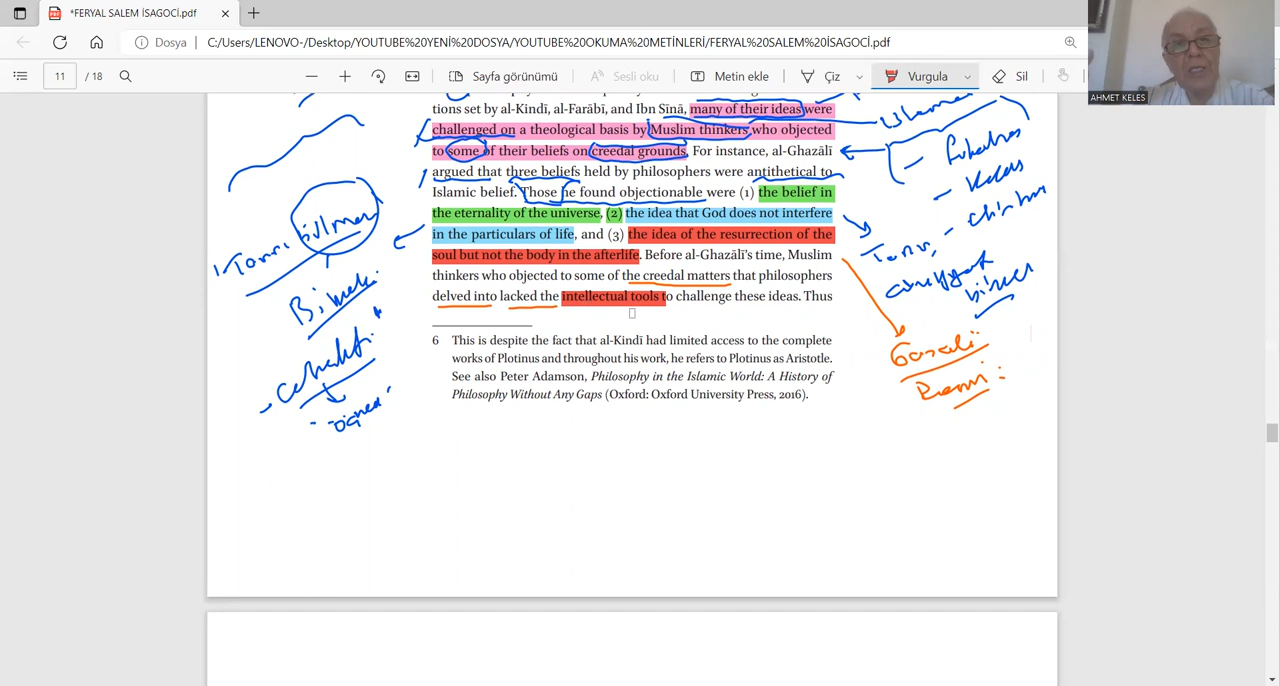 *FERYAL SALEM İSAGOCİ.pdf
Dosya C:/Users/LENOVO-/Desktop/YOUTUBE%20YENİ%20DOSYA/YOUTUBE%20OKUMA%20METİNLERİ/FERYAL%20SALEM%20İSAGOCİ.pdf
11 / 18 Sayfa görünümü Sesli oku Metin ekle Çiz Vurgula Sil
AHMET KELES
tions set by al-Kindī, al-Farābī, and Ibn Sīnā, many of their ideas were
challenged on a theological basis by Muslim thinkers who objected
to some of their beliefs on creedal grounds. For instance, al-Ghazālī
argued that three beliefs held by philosophers were antithetical to
Islamic belief. Those he found objectionable were (1) the belief in
the eternality of the universe, (2) the idea that God does not interfere
in the particulars of life, and (3) the idea of the resurrection of the
soul but not the body in the afterlife. Before al-Ghazālī's time, Muslim
thinkers who objected to some of the creedal matters that philosophers
delved into lacked the intellectual tools to challenge these ideas. Thus
6 This is despite the fact that al-Kindī had limited access to the complete
works of Plotinus and throughout his work, he refers to Plotinus as Aristotle.
See also Peter Adamson, Philosophy in the Islamic World: A History of
Philosophy Without Any Gaps (Oxford: Oxford University Press, 2016).
Bilmek
Gazali